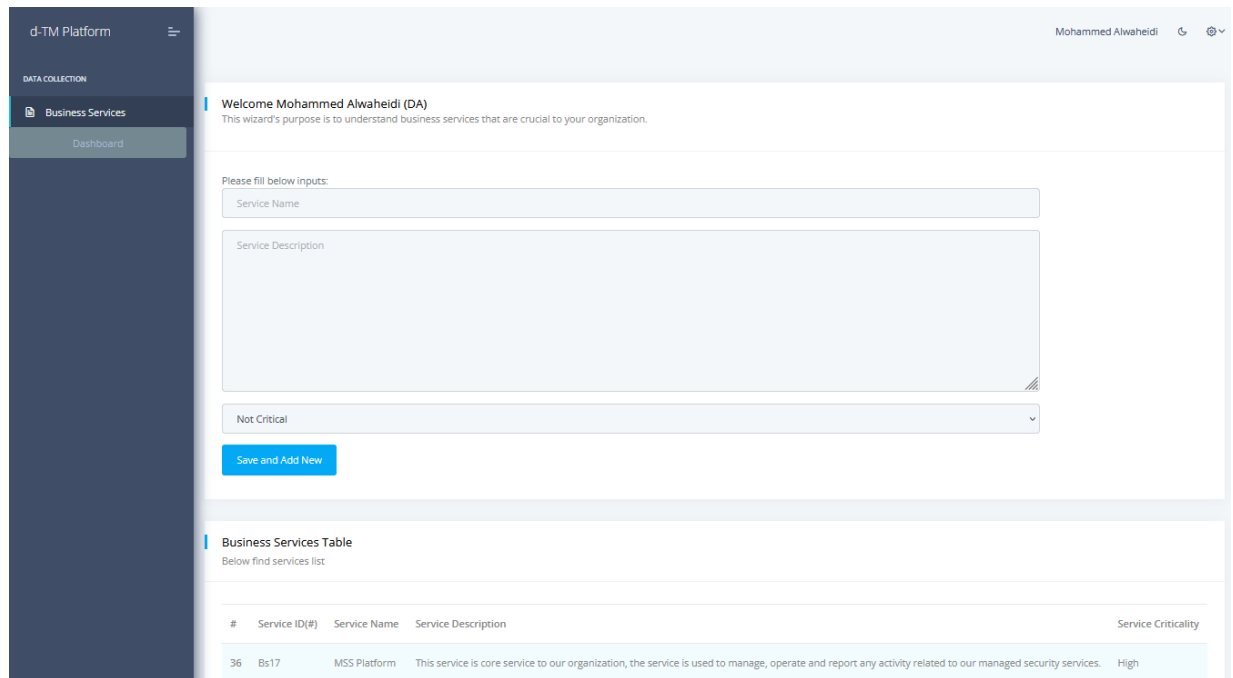 d-TM Platform
Mohammed Alwaheidi
DATA COLLECTION
Business Services
Dashboard
Welcome Mohammed Alwaheidi (DA)
This wizard's purpose is to understand business services that are crucial to your organization.
Please fill below inputs:
Service Name
Service Description
Not Critical
Save and Add New
Business Services Table
Below find services list
# Service ID(#) Service Name Service Description Service Criticality
36 Bs17 MSS Platform This service is core service to our organization, the service is used to manage, operate and report any activity related to our managed security services. High